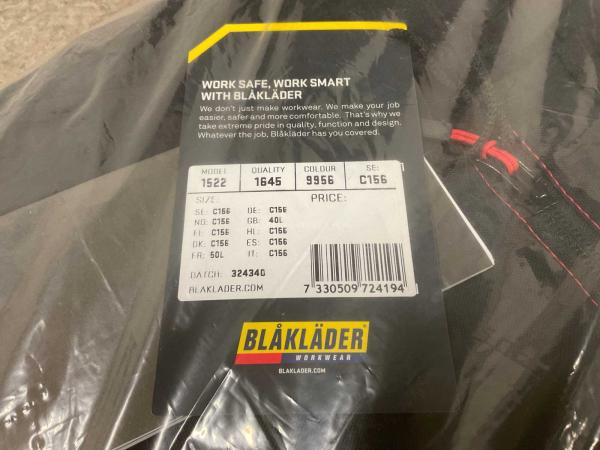 WORK SAFE, WORK SMART
WITH BLÅKLÄDER
We don't just make workwear. We make your job
easier, safer and more comfortable. That's why we
take extreme pride in quality, function and design.
Whatever the job, Blåkläder has you covered.
MODEL QUALITY COLOUR SE:
1522 1645 9956 C156
SIZE: PRICE:
SE: C156 DE: C156
NO: C156 GB: 40L
FI: C156 NL: C156
DK: C156 ES: C156
FR: 50L IT: C156
BATCH: 324340
BLAKLADER.COM
7 330509 724194
BLÅKLÄDER®
WORKWEAR
BLAKLADER.COM